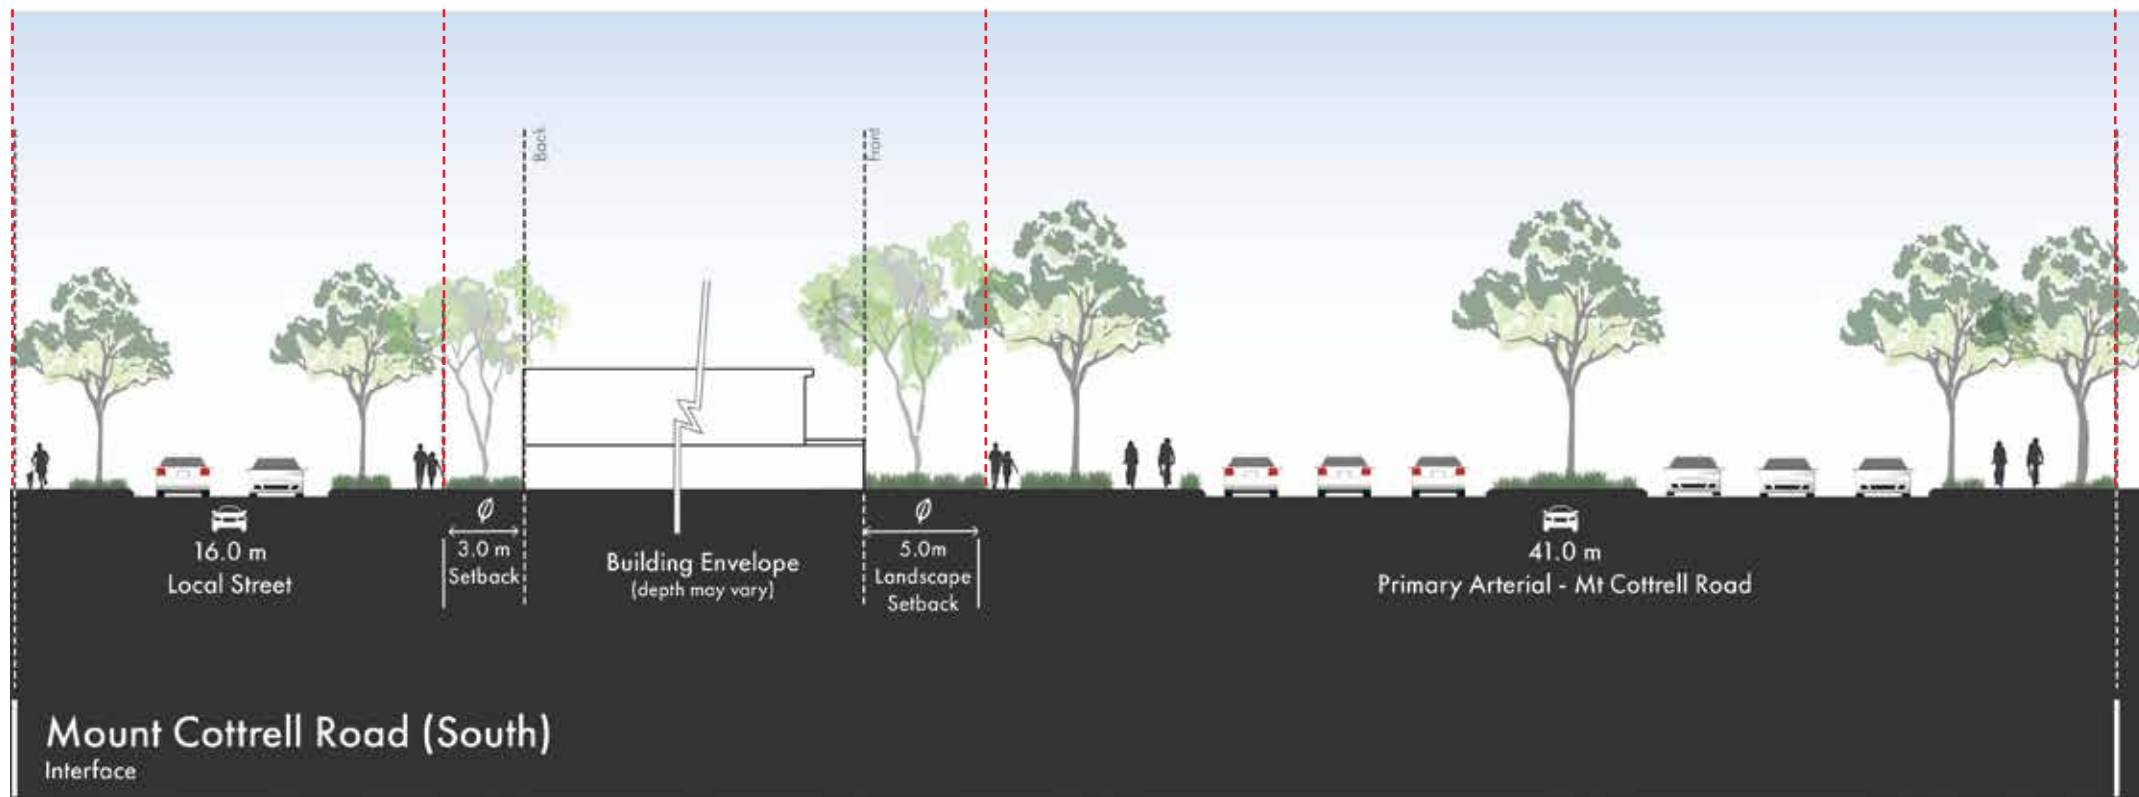 Back
Front
16.0 m
Local Street
3.0 m
Setback
Building Envelope
(depth may vary)
5.0m
Landscape
Setback
41.0 m
Primary Arterial - Mt Cottrell Road
Mount Cottrell Road (South)
Interface